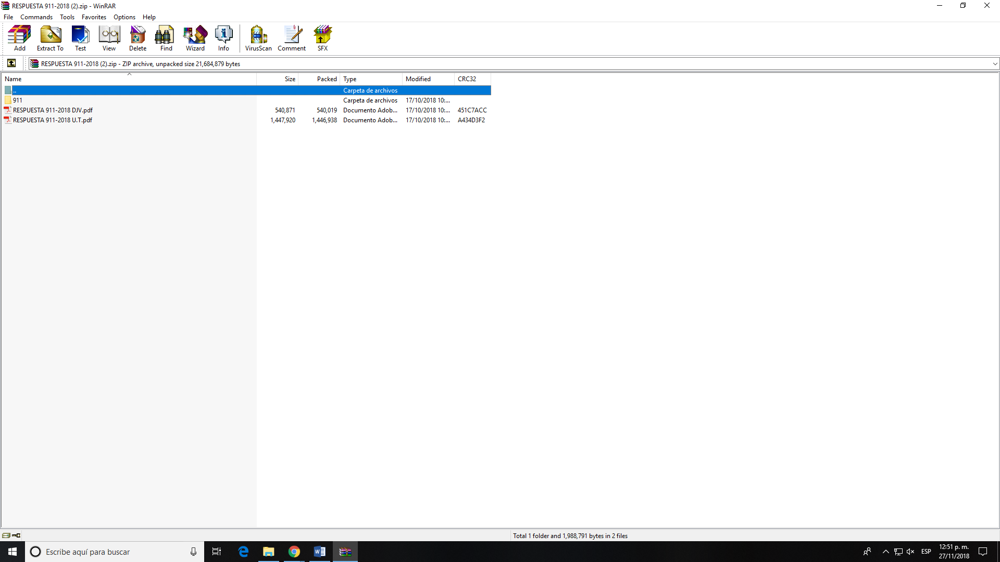 RESPUESTA 911-2018 (2).zip - WinRAR
File Commands Tools Favorites Options Help
Add Extract To Test View Delete Find Wizard Info VirusScan Comment SFX
RESPUESTA 911-2018 (2).zip - ZIP archive, unpacked size 21,684,879 bytes
Name Size Packed Type Modified CRC32
.. Carpeta de archivos
911 Carpeta de archivos 17/10/2018 10:...
RESPUESTA 911-2018 DJV.pdf 540,871 540,019 Documento Adob... 17/10/2018 10:... 451C7ACC
RESPUESTA 911-2018 U.T.pdf 1,447,920 1,446,938 Documento Adob... 17/10/2018 10:... A434D3F2
Total 1 folder and 1,988,791 bytes in 2 files
Escribe aquí para buscar
ESP
12:51 p. m.
27/11/2018